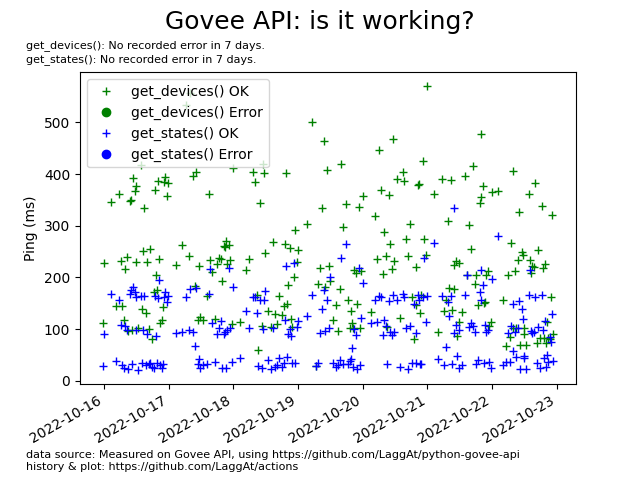 Govee API: is it working?
get_devices(): No recorded error in 7 days.
get_states(): No recorded error in 7 days.
get_devices() OK
get_devices() Error
get_states() OK
get_states() Error
Ping (ms)
500
400
300
200
100
0
2022-10-16
2022-10-17
2022-10-18
2022-10-19
2022-10-20
2022-10-21
2022-10-22
2022-10-23
data source: Measured on Govee API, using https://github.com/LaggAt/python-govee-api
history & plot: https://github.com/LaggAt/actions